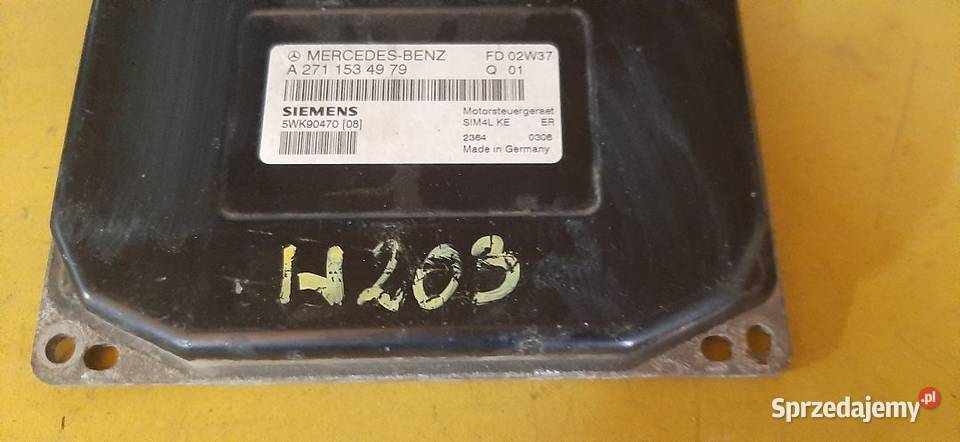 MERCEDES-BENZ FD 02W37
A 271 153 49 79 Q 01
SIEMENS Motorsteuergeraet
5WK90470 [08] SIM4L KE ER
2364 0306
Made in Germany
H203
Sprzedajemy.pl